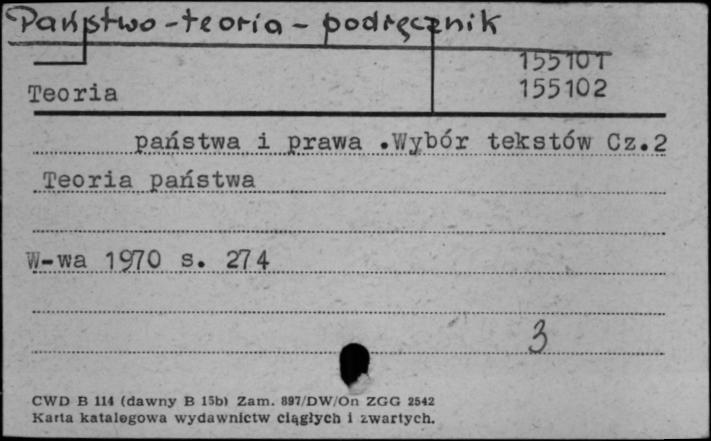 Państwo-teoria-podręcznik
155101
Teoria 155102
państwa i prawa .Wybór tekstów Cz.2
Teoria państwa
W-wa 1970 s. 274
3
CWD B 114 (dawny B 15b) Zam. 897/DW/On ZGG 2542
Karta katalogowa wydawnictw ciągłych i zwartych.